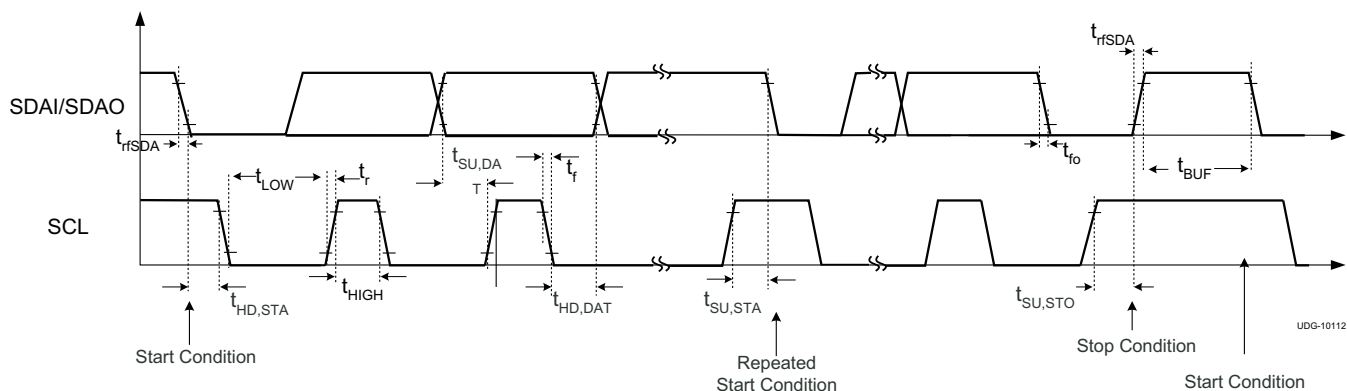 t_rfSDA
SDAI/SDAO
t_rfSDA
t_SU,DAT
t_f
t_fo
t_BUF
t_LOW
t_r
SCL
t_HD,STA
t_HIGH
t_HD,DAT
t_SU,STA
t_SU,STO
UDG-10112
Start Condition
Repeated
Start Condition
Stop Condition
Start Condition